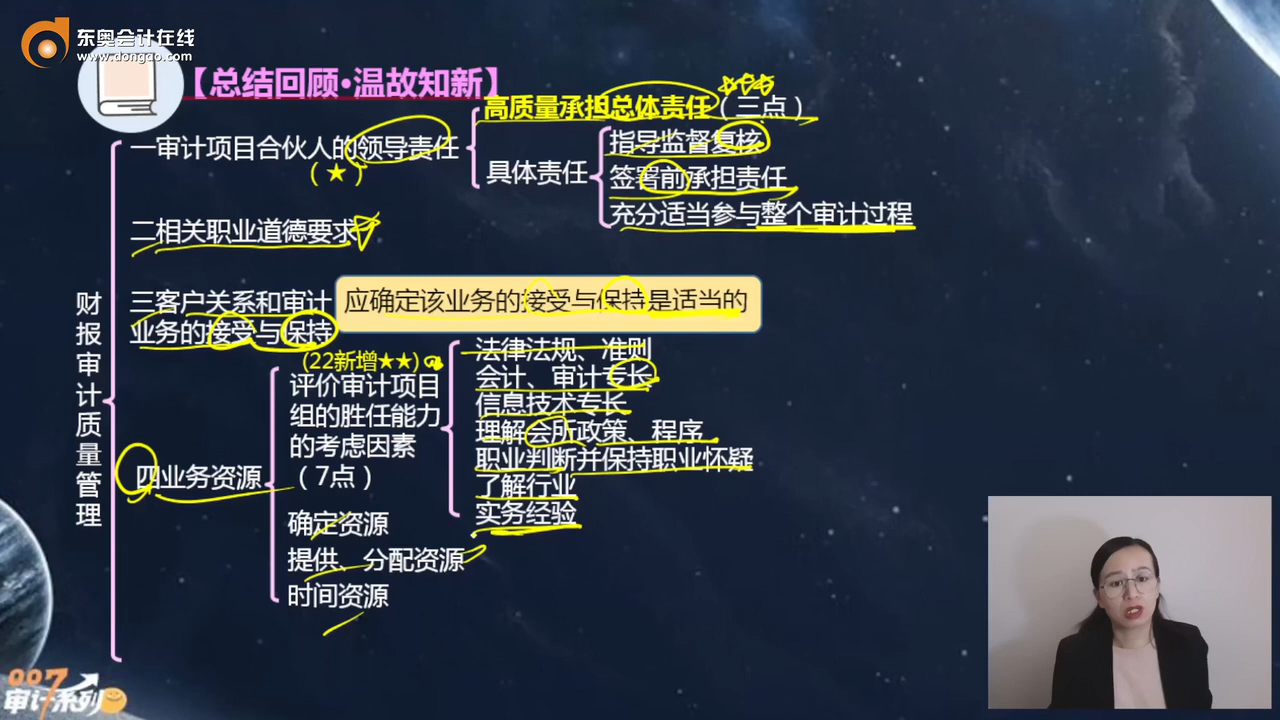 东奥会计在线
www.dongao.com
【总结回顾·温故知新】
一审计项目合伙人的领导责任
（★）
高质量承担总体责任（三点）
具体责任
指导监督复核
签署前承担责任
充分适当参与整个审计过程
二相关职业道德要求
财报审计质量管理
三客户关系和审计
业务的接受与保持
应确定该业务的接受与保持是适当的
四业务资源
(22新增★★)
评价审计项目
组的胜任能力
的考虑因素
（7点）
法律法规、准则
会计、审计专长
信息技术专长
理解会所政策、程序
职业判断并保持职业怀疑
了解行业
实务经验
确定资源
提供、分配资源
时间资源
007
审计系列